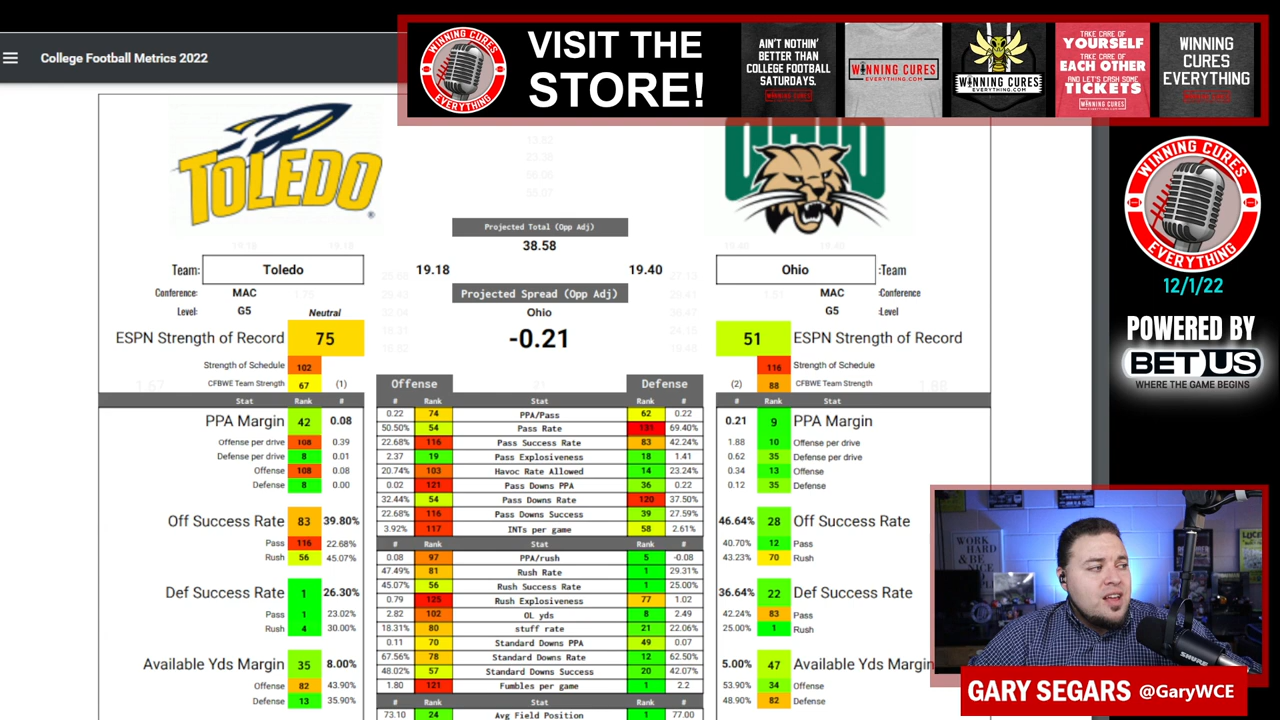 College Football Metrics 2022
WINNING CURES
EVERYTHING
VISIT THE
STORE!
AIN'T NOTHIN'
BETTER THAN
COLLEGE FOOTBALL
SATURDAYS.
WINNING CURES
EVERYTHING.COM
WINNING CURES
EVERYTHING.COM
TAKE CARE OF
YOURSELF
TAKE CARE OF
EACH OTHER
AND LET'S CASH SOME
TICKETS
WINNING CURES
WINNING
CURES
EVERYTHING
TOLEDO
OHIO
WINNING CURES
EVERYTHING
12/1/22
POWERED BY
BETUS
WHERE THE GAME BEGINS
Projected Total (Opp Adj)
38.58
Team: Toledo 19.18 19.40 Ohio :Team
Projected Spread (Opp Adj)
Conference: MAC MAC :Conference
Level: G5 Neutral Ohio G5 :Level
-0.21
ESPN Strength of Record 75 51 ESPN Strength of Record
Strength of Schedule 102 116 Strength of Schedule
CFBWE Team Strength 67 (1) Offense Defense (2) 88 CFBWE Team Strength
Stat Rank # # Rank Stat Rank # # Rank Stat
PPA Margin 42 0.08 0.21 9 PPA Margin
Offense per drive 108 0.39 1.88 10 Offense per drive
Defense per drive 8 0.01 0.62 35 Defense per drive
Offense 108 0.08 0.34 13 Offense
Defense 8 0.00 0.12 35 Defense
Off Success Rate 83 39.80% 46.64% 28 Off Success Rate
Pass 116 22.68% 40.70% 12 Pass
Rush 56 45.07% 43.23% 70 Rush
Def Success Rate 1 26.30% 36.64% 22 Def Success Rate
Pass 1 23.02% 42.24% 83 Pass
Rush 4 30.00% 25.00% 1 Rush
Available Yds Margin 35 8.00% 5.00% 47 Available Yds Margin
Offense 82 43.90% 53.90% 34 Offense
Defense 13 35.90% 48.90% 82 Defense
0.22 74 PPA/Pass 62 0.22
50.50% 54 Pass Rate 131 69.40%
22.68% 116 Pass Success Rate 83 42.24%
2.37 19 Pass Explosiveness 18 1.41
20.74% 103 Havoc Rate Allowed 14 23.24%
0.02 121 Pass Downs PPA 36 0.22
32.44% 54 Pass Downs Rate 120 37.50%
22.68% 116 Pass Downs Success 39 27.59%
3.92% 117 INTs per game 58 2.61%
# Rank Stat Rank #
0.08 97 PPA/rush 5 -0.08
47.49% 81 Rush Rate 1 29.31%
45.07% 56 Rush Success Rate 1 25.00%
0.79 125 Rush Explosiveness 77 1.02
2.82 102 OL yds 8 2.49
18.31% 80 stuff rate 21 22.06%
0.11 70 Standard Downs PPA 49 0.07
67.56% 78 Standard Downs Rate 12 62.50%
48.02% 57 Standard Downs Success 20 42.07%
1.80 121 Fumbles per game 1 2.2
# Rank Stat Rank #
73.10 24 Avg Field Position 1 77.00
WORK
HARD &
BE
SHURE
GARY SEGARS @GaryWCE